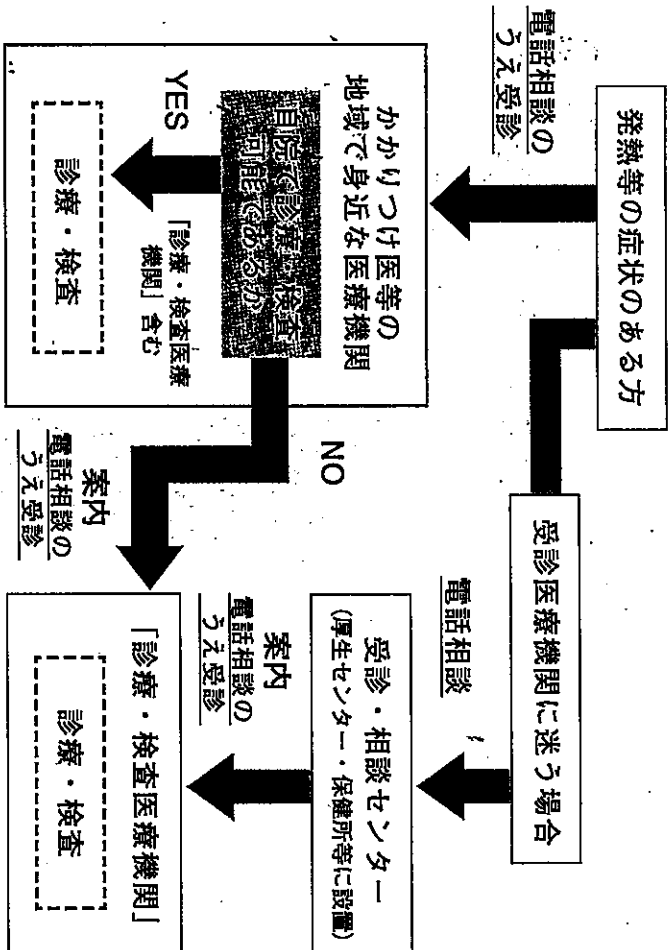 発熱等の症状のある方
電話相談の
うえ受診
かかりつけ医等の
地域で身近な医療機関
自院で診療・検査
可能であるか
YES
「診療・検査医療
機関」含む
診療・検査
NO
案内
電話相談の
うえ受診
受診医療機関に迷う場合
電話相談
受診・相談センター
(厚生センター・保健所等に設置)
案内
電話相談の
うえ受診
「診療・検査医療機関」
診療・検査